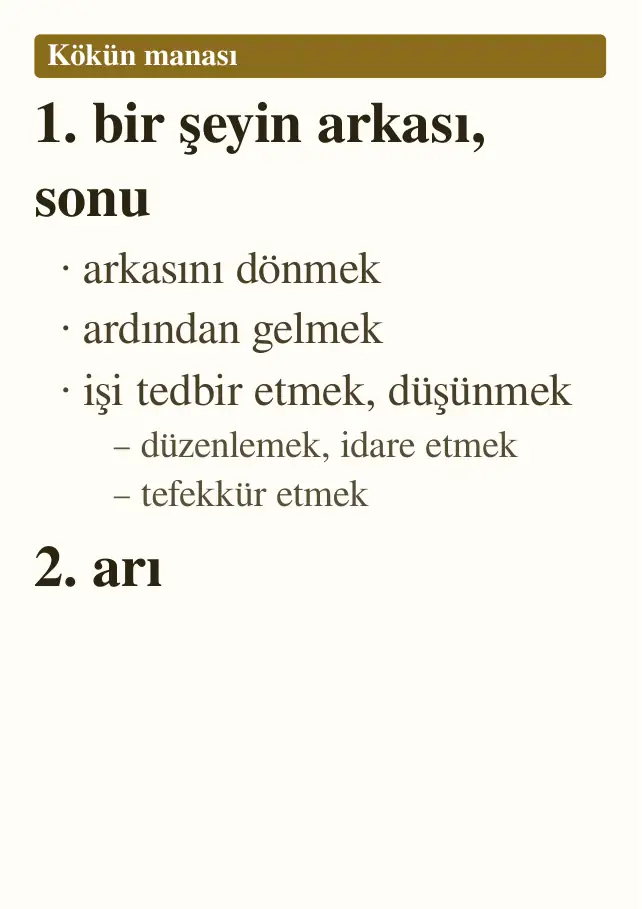 Kökün manası
1. bir şeyin arkası,
sonu
· arkasını dönmek
· ardından gelmek
· işi tedbir etmek, düşünmek
– düzenlemek, idare etmek
– tefekkür etmek
2. arı